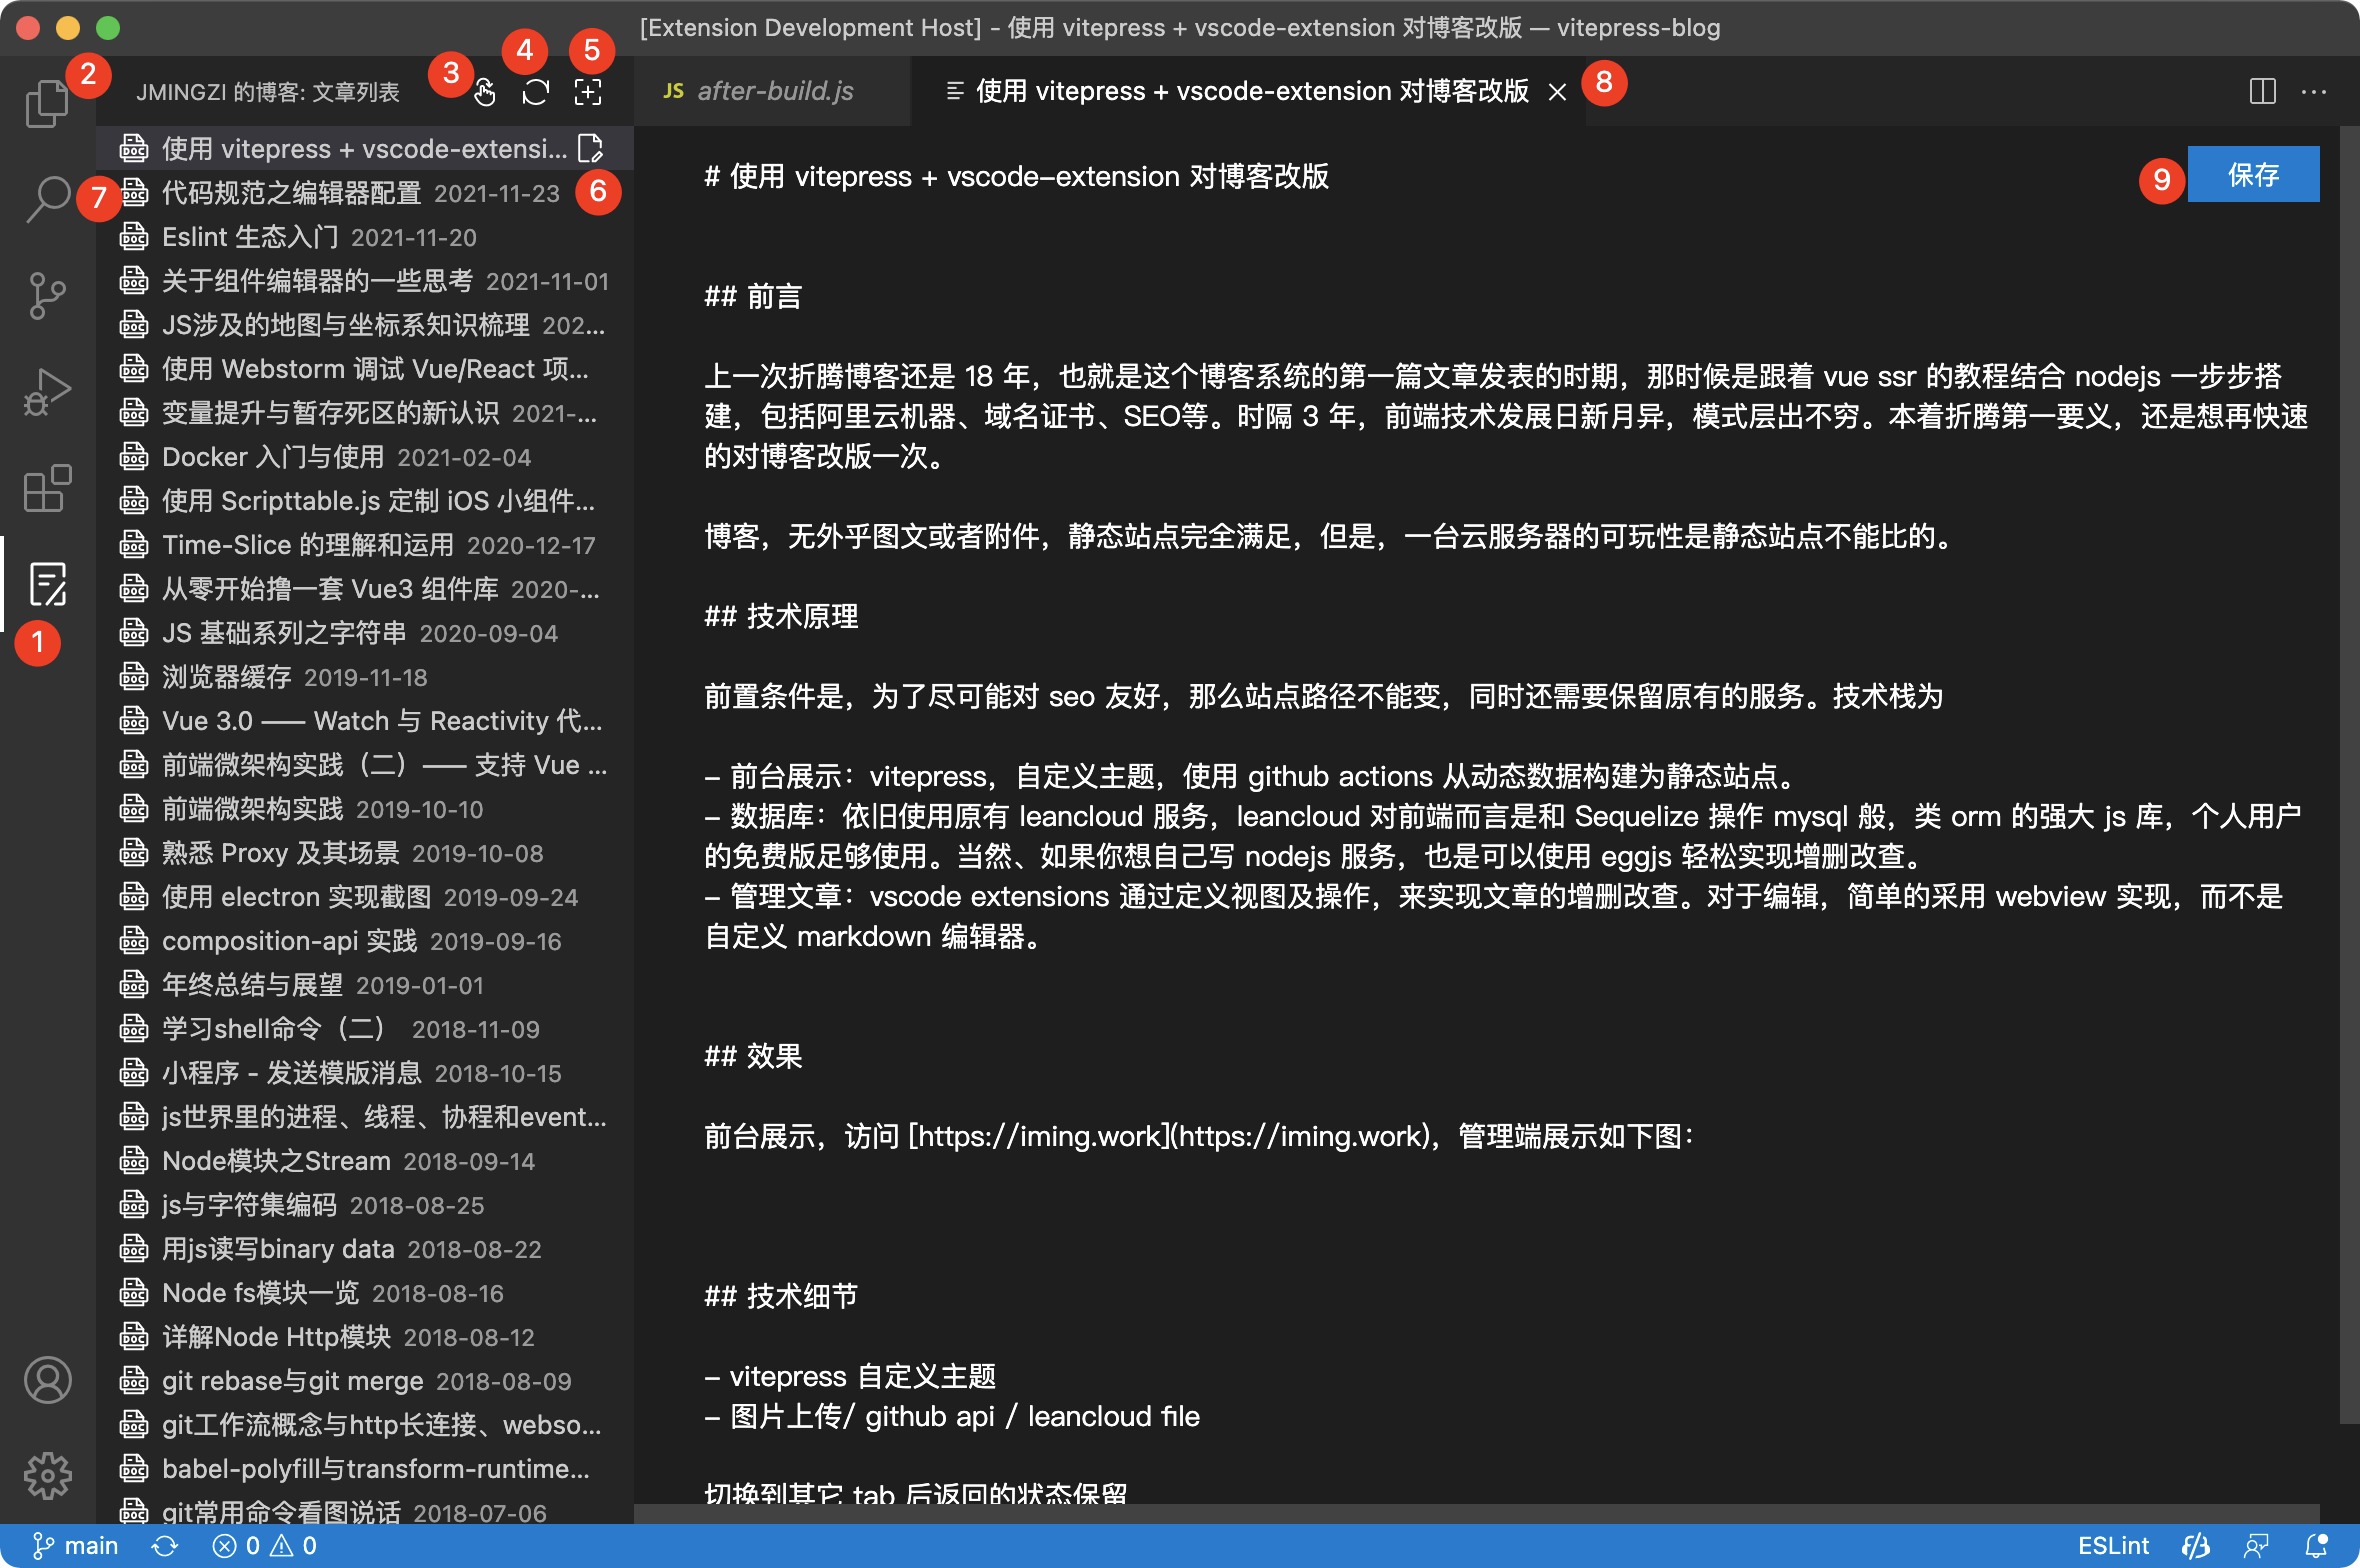 [Extension Development Host] - 使用 vitepress + vscode-extension 对博客改版 — vitepress-blog
2
3
4
5
JMINGZI 的博客: 文章列表
JS after-build.js
使用 vitepress + vscode-extension 对博客改版
8
使用 vitepress + vscode-extensi...
7
代码规范之编辑器配置 2021-11-23
6
Eslint 生态入门 2021-11-20
关于组件编辑器的一些思考 2021-11-01
JS涉及的地图与坐标系知识梳理 202...
使用 Webstorm 调试 Vue/React 项...
变量提升与暂存死区的新认识 2021-...
Docker 入门与使用 2021-02-04
使用 Scripttable.js 定制 iOS 小组件...
Time-Slice 的理解和运用 2020-12-17
从零开始撸一套 Vue3 组件库 2020-...
JS 基础系列之字符串 2020-09-04
1
浏览器缓存 2019-11-18
Vue 3.0 —— Watch 与 Reactivity 代...
前端微架构实践（二）—— 支持 Vue ...
前端微架构实践 2019-10-10
熟悉 Proxy 及其场景 2019-10-08
使用 electron 实现截图 2019-09-24
composition-api 实践 2019-09-16
年终总结与展望 2019-01-01
学习shell命令（二） 2018-11-09
小程序 - 发送模版消息 2018-10-15
js世界里的进程、线程、协程和event...
Node模块之Stream 2018-09-14
js与字符集编码 2018-08-25
用js读写binary data 2018-08-22
Node fs模块一览 2018-08-16
详解Node Http模块 2018-08-12
git rebase与git merge 2018-08-09
git工作流概念与http长连接、webso...
babel-polyfill与transform-runtime...
git常用命令看图说话 2018-07-06
# 使用 vitepress + vscode-extension 对博客改版
9
保存
## 前言
上一次折腾博客还是 18 年，也就是这个博客系统的第一篇文章发表的时期，那时候是跟着 vue ssr 的教程结合 nodejs 一步步搭
建，包括阿里云机器、域名证书、SEO等。时隔 3 年，前端技术发展日新月异，模式层出不穷。本着折腾第一要义，还是想再快速
的对博客改版一次。
博客，无外乎图文或者附件，静态站点完全满足，但是，一台云服务器的可玩性是静态站点不能比的。
## 技术原理
前置条件是，为了尽可能对 seo 友好，那么站点路径不能变，同时还需要保留原有的服务。技术栈为
- 前台展示：vitepress，自定义主题，使用 github actions 从动态数据构建为静态站点。
- 数据库：依旧使用原有 leancloud 服务，leancloud 对前端而言是和 Sequelize 操作 mysql 般，类 orm 的强大 js 库，个人用户
的免费版足够使用。当然、如果你想自己写 nodejs 服务，也是可以使用 eggjs 轻松实现增删改查。
- 管理文章：vscode extensions 通过定义视图及操作，来实现文章的增删改查。对于编辑，简单的采用 webview 实现，而不是
自定义 markdown 编辑器。
## 效果
前台展示，访问 [https://iming.work](https://iming.work)，管理端展示如下图：
## 技术细节
- vitepress 自定义主题
- 图片上传/ github api / leancloud file
切换到其它 tab 后返回的状态保留
main
0
0
ESLint